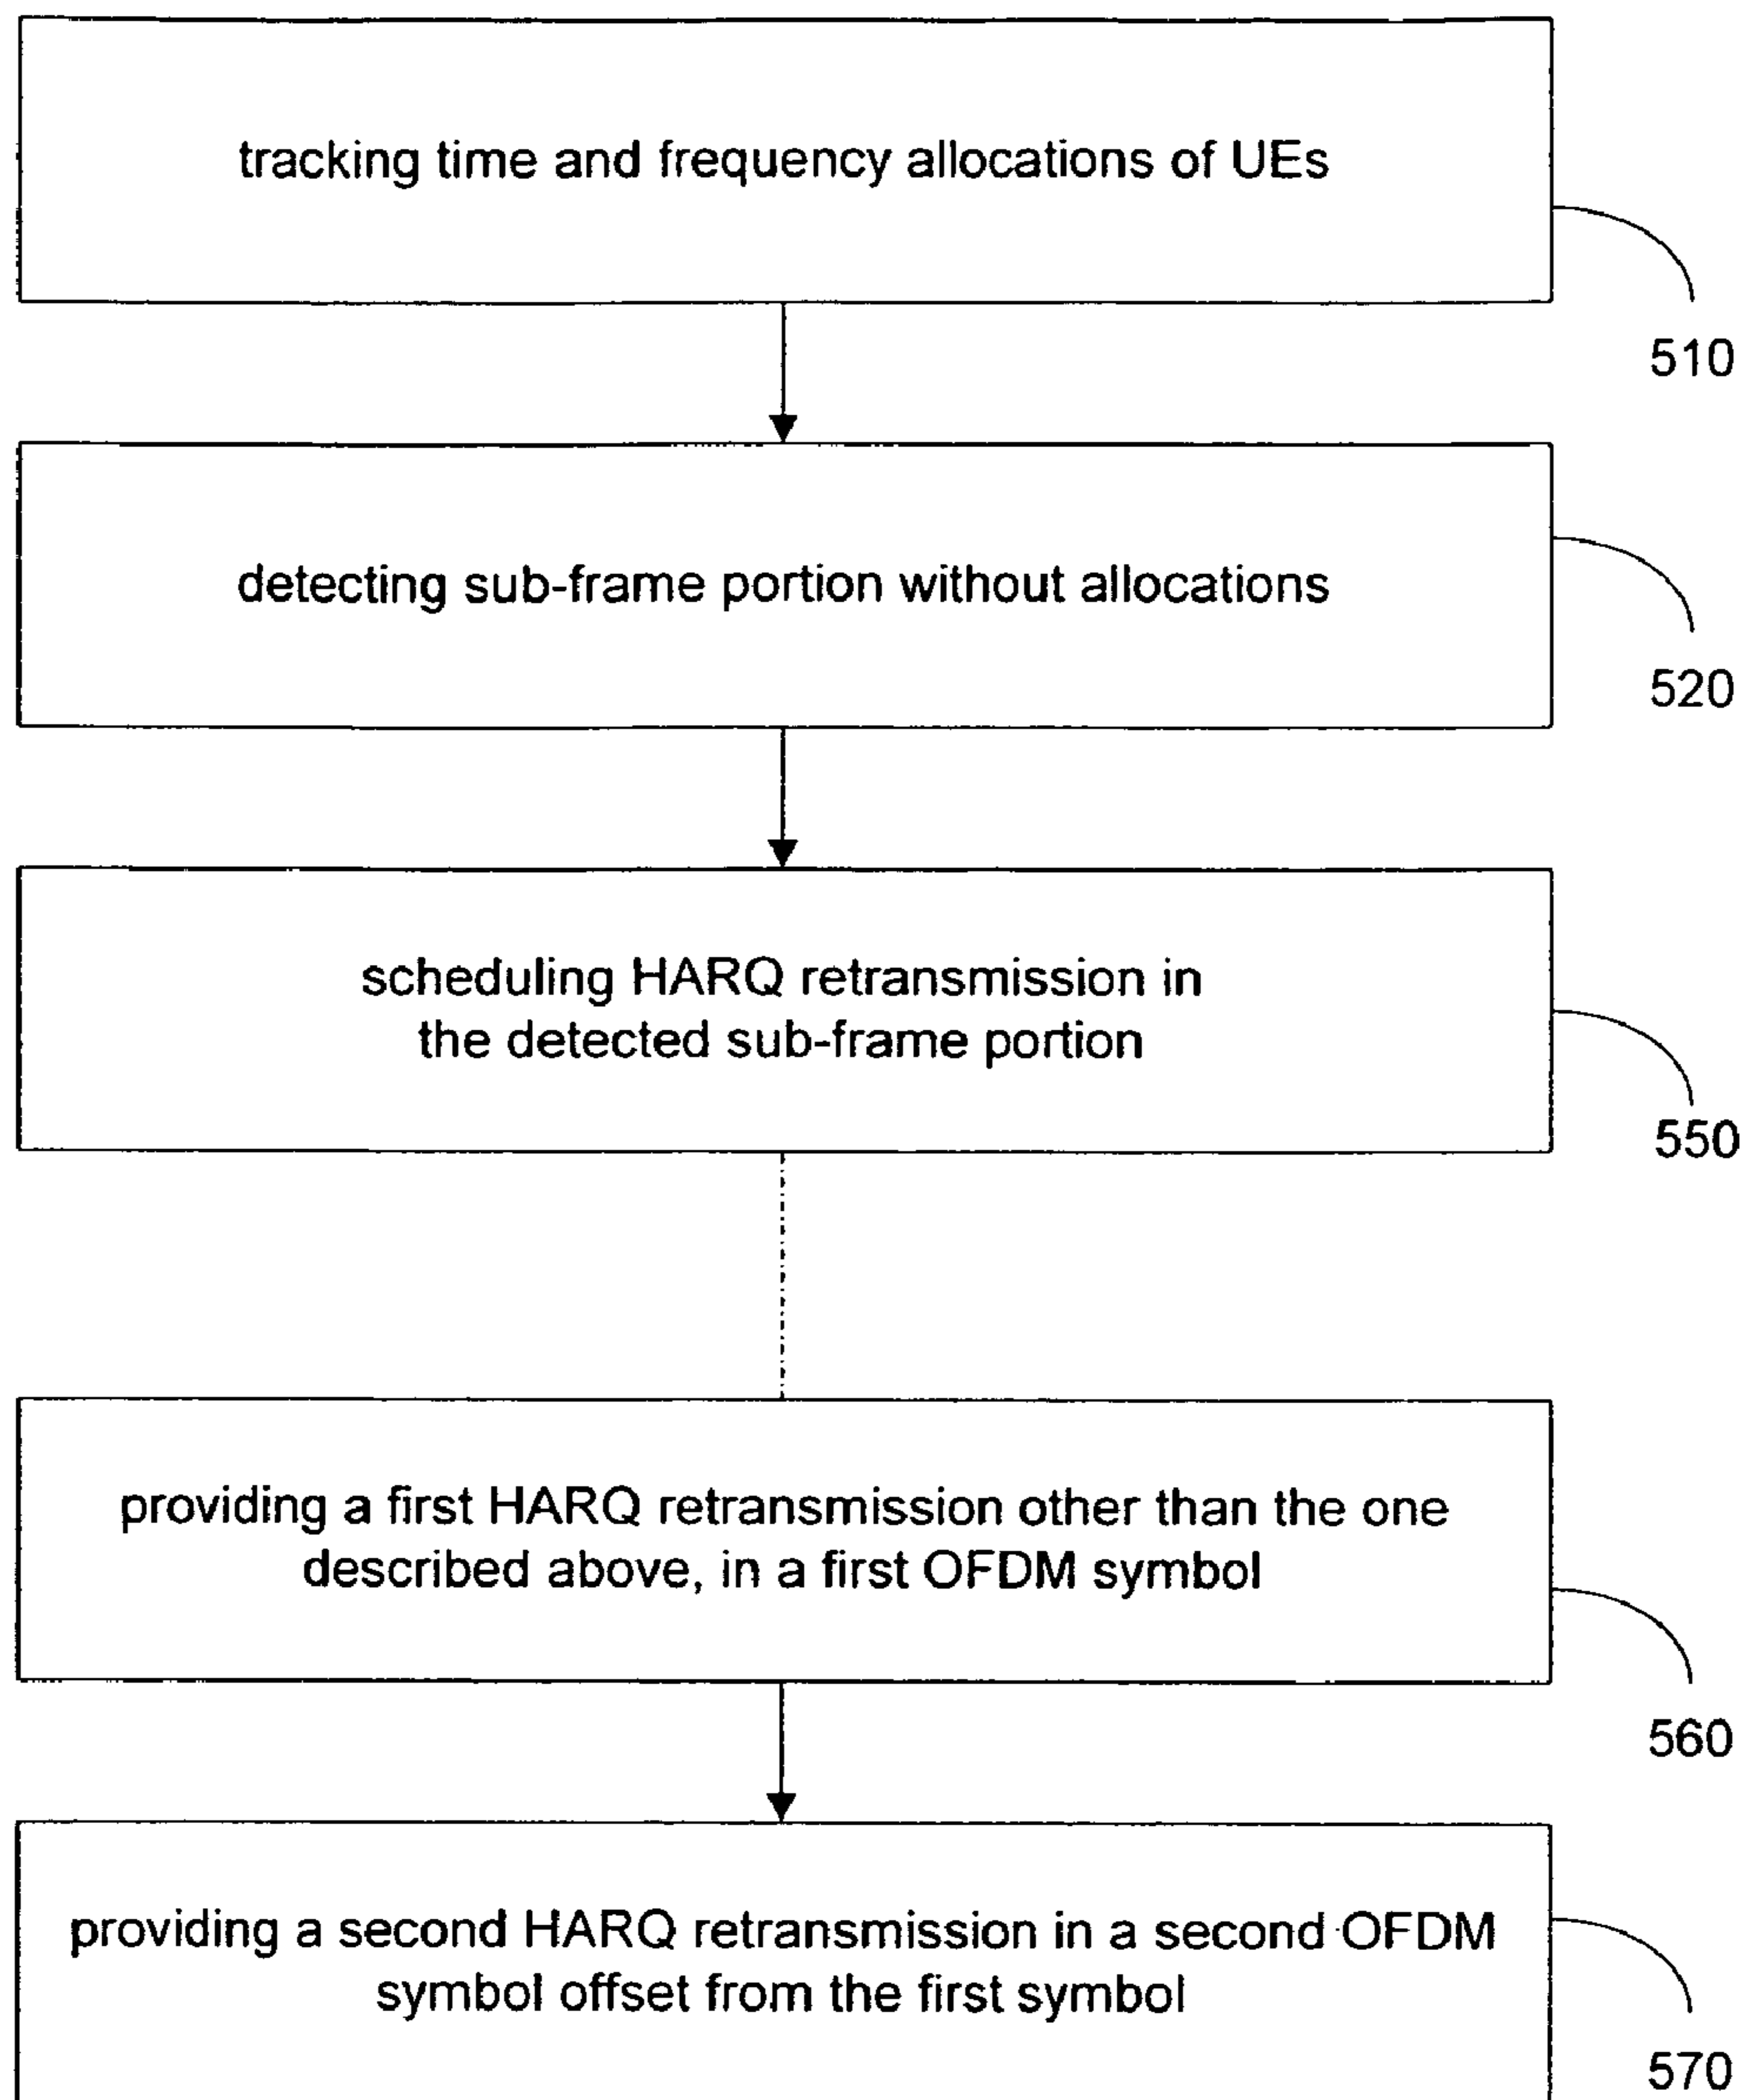 tracking time and frequency allocations of UEs
510
detecting sub-frame portion without allocations
520
scheduling HARQ retransmission in
the detected sub-frame portion
550
providing a first HARQ retransmission other than the one
described above, in a first OFDM symbol
560
providing a second HARQ retransmission in a second OFDM
symbol offset from the first symbol
570